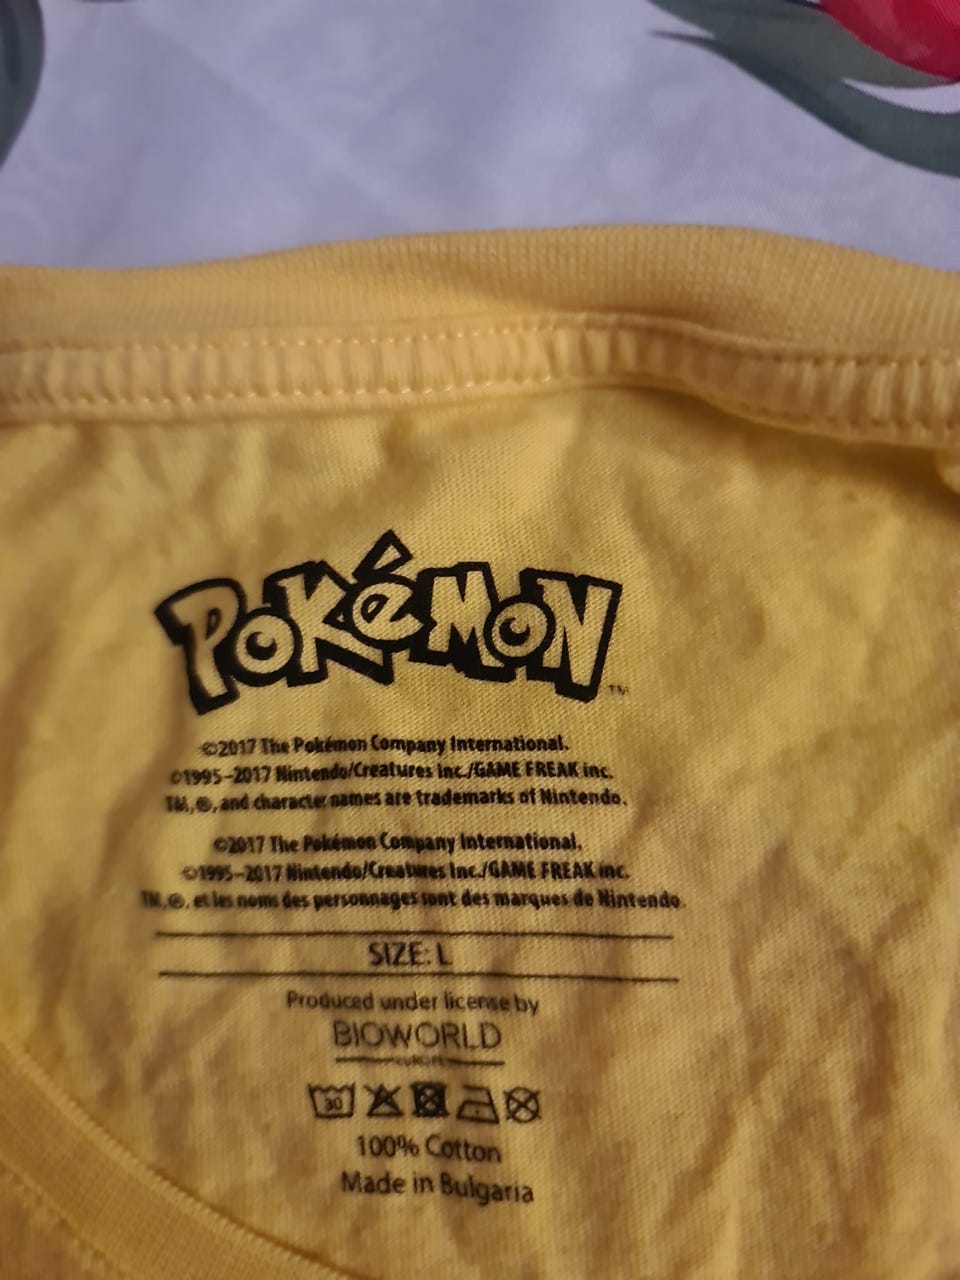 POKéMON
TM
©2017 The Pokémon Company International.
©1995–2017 Nintendo/Creatures Inc./GAME FREAK inc.
TM, ®, and character names are trademarks of Nintendo.
©2017 The Pokémon Company International.
©1995–2017 Nintendo/Creatures Inc./GAME FREAK inc.
TM, ®, et les noms des personnages sont des marques de Nintendo.
SIZE: L
Produced under license by
BIOWORLD
EUROPE
30
100% Cotton
Made in Bulgaria